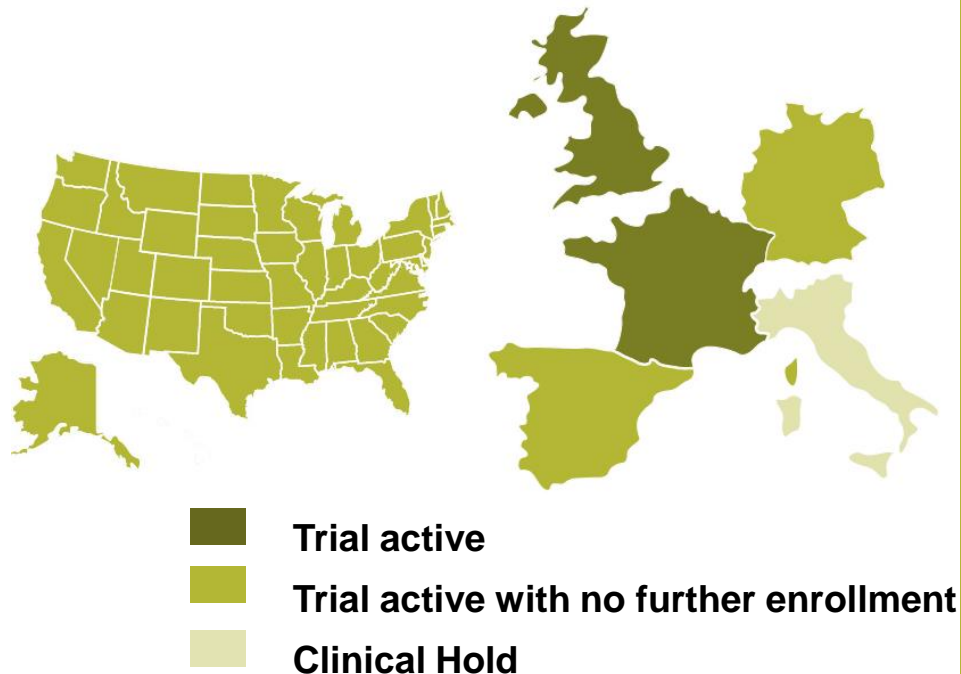 Trial active
Trial active with no further enrollment
Clinical Hold